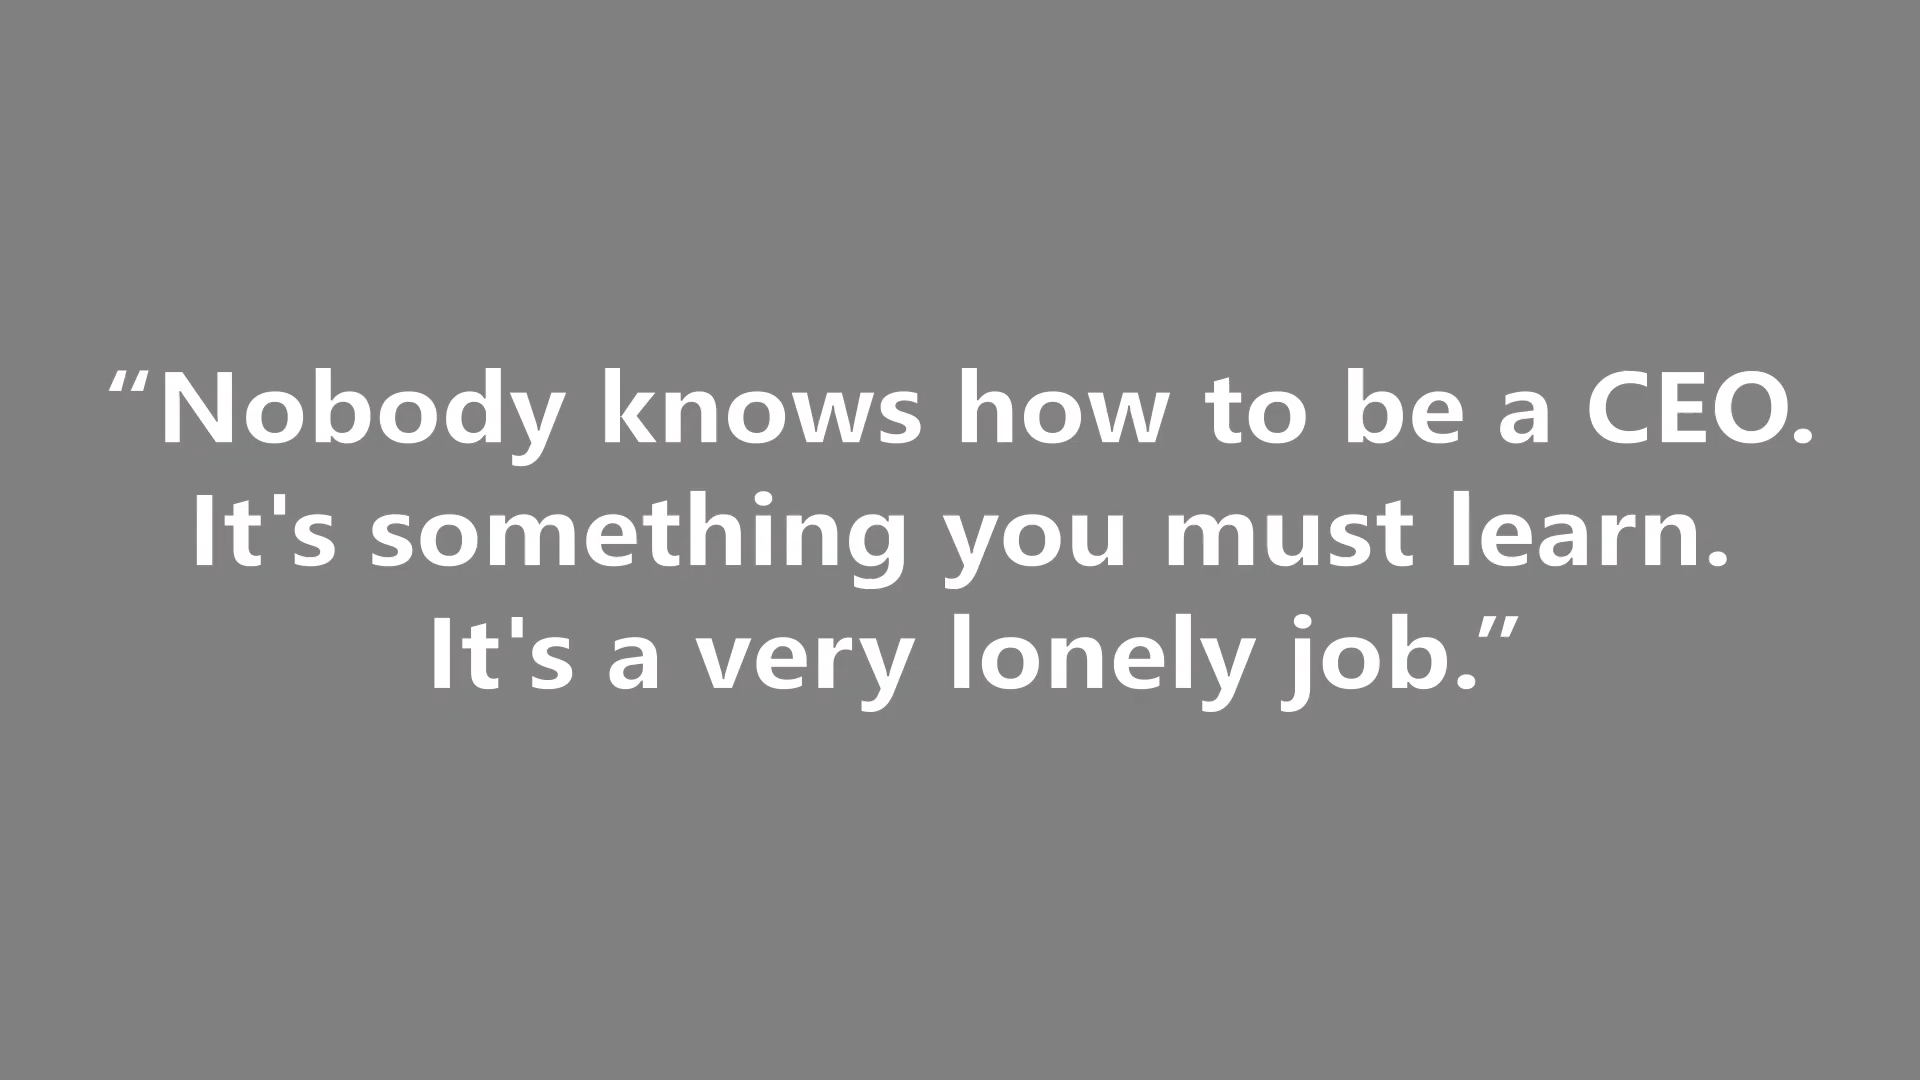 “Nobody knows how to be a CEO.
It's something you must learn.
It's a very lonely job.”